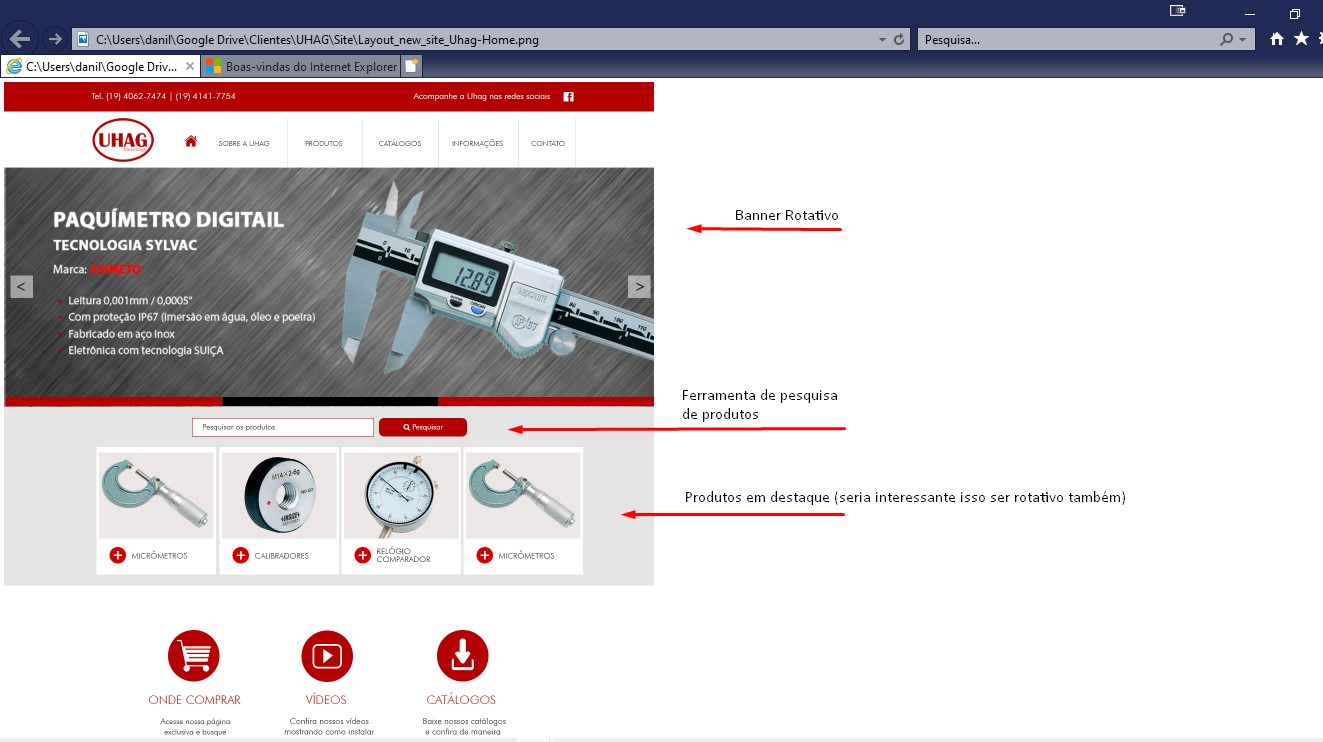 C:\Users\danil\Google Drive\Clientes\UHAG\Site\Layout_new_site_Uhag-Home.png
Pesquisa...
C:\Users\danil\Google Driv...
Boas-vindas do Internet Explorer
Tel. (19) 4062-7474 | (19) 4141-7754
Acompanhe a Uhag nas redes sociais
UHAG
SOBRE A UHAG
PRODUTOS
CATÁLOGOS
INFORMAÇÕES
CONTATO
PAQUÍMETRO DIGITAIL
TECNOLOGIA SYLVAC
Marca: ASIMETO
Leitura 0,001mm / 0,0005"
Com proteção IP67 (imersão em água, óleo e poeira)
Fabricado em aço Inox
Eletrônica com tecnologia SUIÇA
<
>
12.89
Banner Rotativo
Ferramenta de pesquisa
de produtos
Pesquisar os produtos
Pesquisar
Produtos em destaque (seria interessante isso ser rotativo também)
M14×2-6g
INSIZE
MICRÔMETROS
CALIBRADORES
RELÓGIO
COMPARADOR
MICRÔMETROS
ONDE COMPRAR
VÍDEOS
CATÁLOGOS
Acesse nossa página
exclusiva e busque
Confira nossos vídeos
mostrando como instalar
Baixe nossos catálogos
e confira de maneira